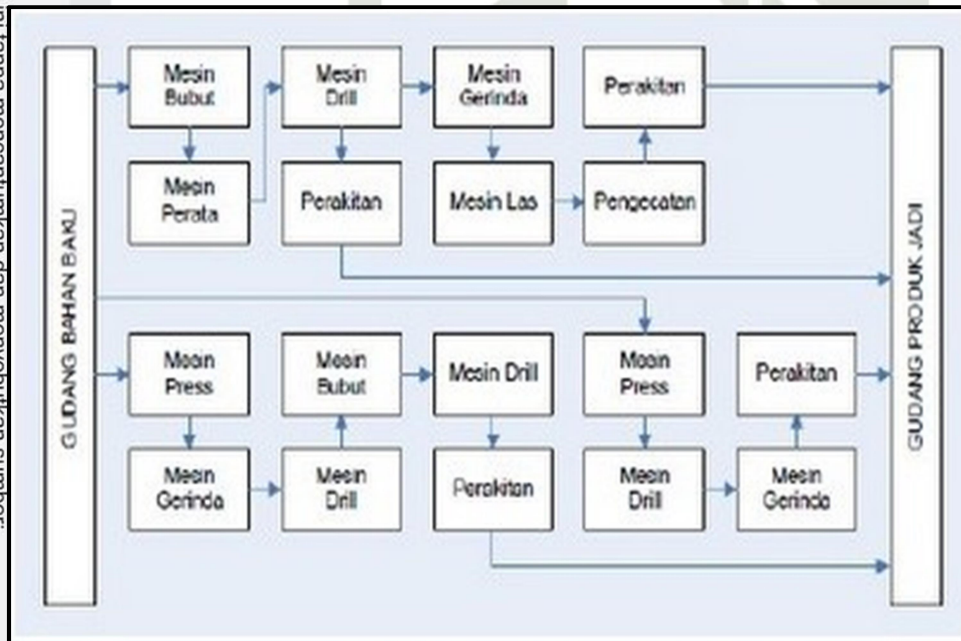 GUDANG BAHAN BAKU
Mesin
Bubut
Mesin
Drill
Mesin
Gerinda
Perakitan
Mesin
Perata
Perakitan
Mesin Las
Pengecatan
Mesin
Press
Mesin
Bubut
Mesin Drill
Mesin
Press
Perakitan
Mesin
Gerinda
Mesin
Drill
Perakitan
Mesin
Drill
Mesin
Gerinda
GUDANG PRODUK JADI